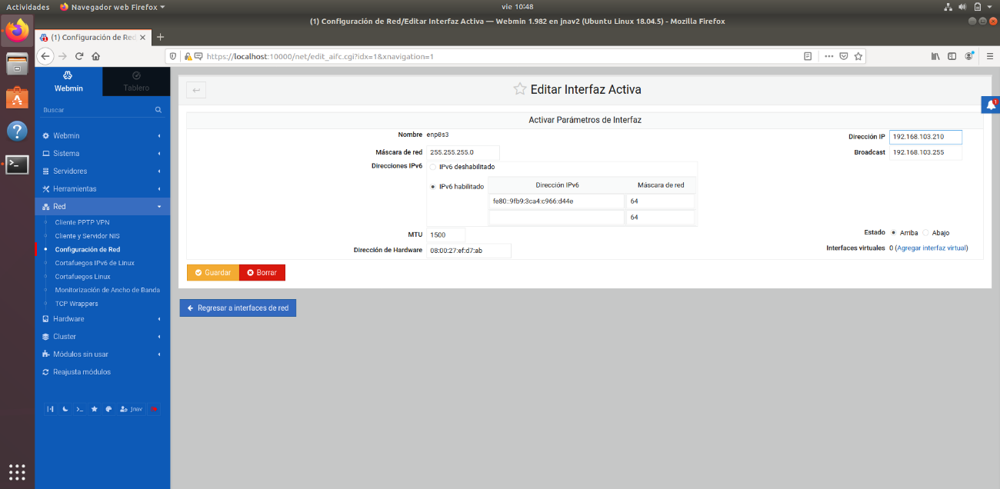 Actividades Navegador web Firefox vie 10:48
(1) Configuración de Red/Editar Interfaz Activa — Webmin 1.982 en jnav2 (Ubuntu Linux 18.04.5) - Mozilla Firefox
(1) Configuración de Red
https://localhost:10000/net/edit_aifc.cgi?idx=1&xnavigation=1
Webmin
Tablero
Buscar
Webmin
Sistema
Servidores
Herramientas
Red
Cliente PPTP VPN
Cliente y Servidor NIS
Configuración de Red
Cortafuegos IPv6 de Linux
Cortafuegos Linux
Monitorización de Ancho de Banda
TCP Wrappers
Hardware
Cluster
Módulos sin usar
Reajusta módulos
jnav
Editar Interfaz Activa
1
Activar Parámetros de Interfaz
Nombre enp0s3
Dirección IP 192.168.103.210
Máscara de red 255.255.255.0
Broadcast 192.168.103.255
Direcciones IPv6 IPv6 deshabilitado
IPv6 habilitado Dirección IPv6 Máscara de red
fe80::9fb9:3ca4:c966:d44e 64
64
MTU 1500
Estado Arriba Abajo
Dirección de Hardware 08:00:27:ef:d7:ab
Interfaces virtuales 0 (Agregar interfaz virtual)
Guardar Borrar
Regresar a interfaces de red